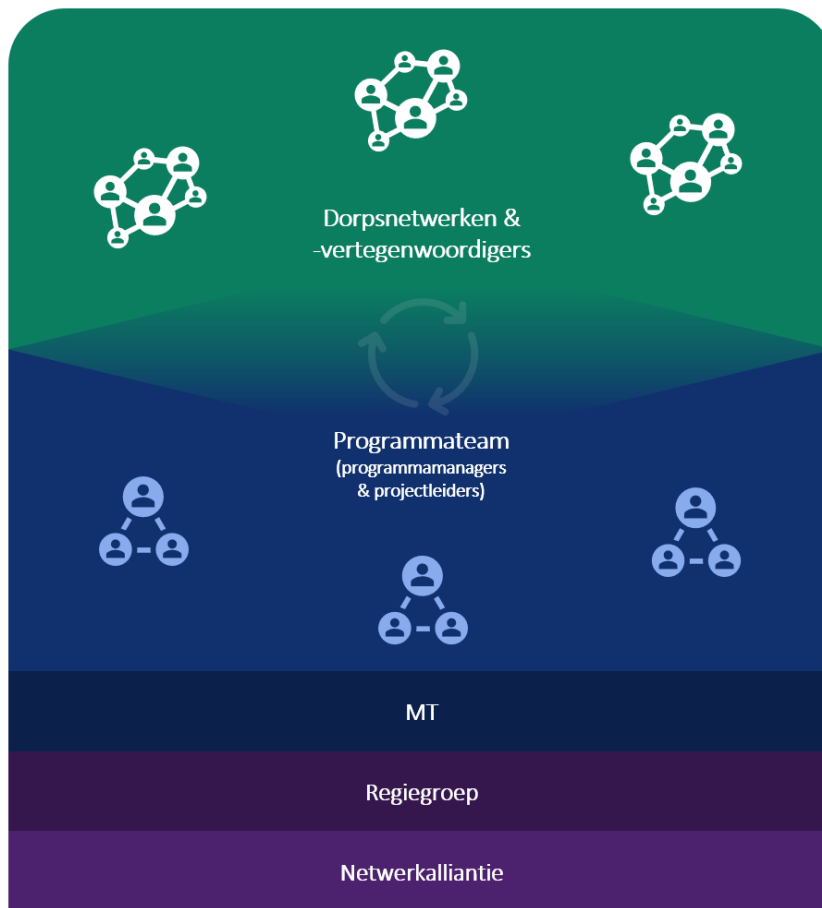 Dorpsnetwerken &
-vertegenwoordigers
Programmateam
(programmamanagers
& projectleiders)
MT
Regiegroep
Netwerkalliantie